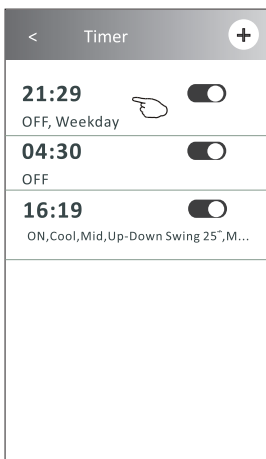 < Timer +
21:29
OFF, Weekday
04:30
OFF
16:19
ON,Cool,Mid,Up-Down Swing 25°,M...